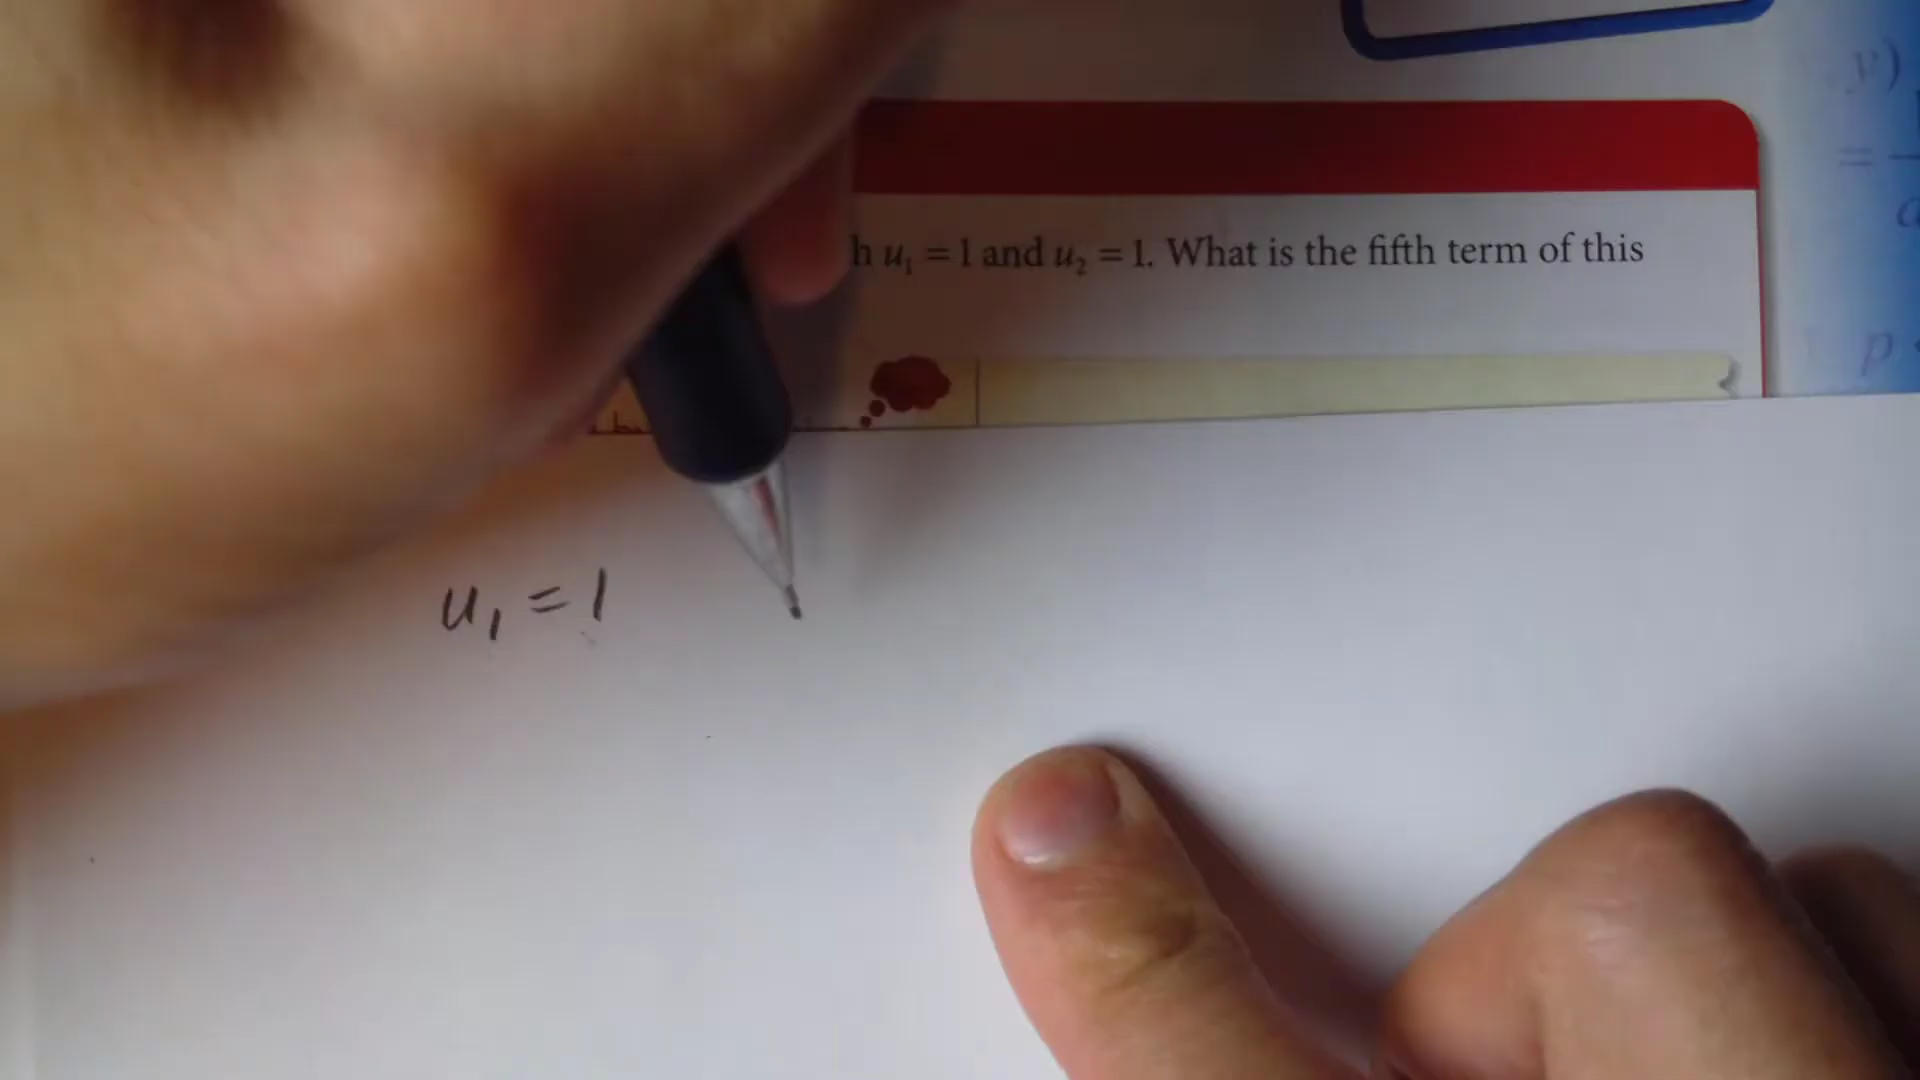 y)
=
h u₁ = 1 and u₂ = 1. What is the fifth term of this
p
u₁ = 1